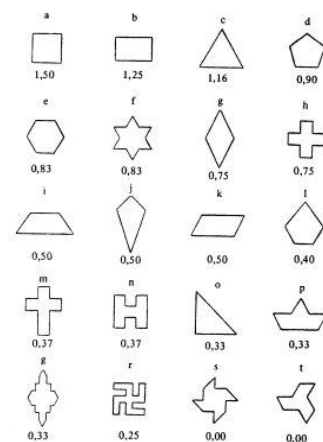 a b c d
1,50 1,25 1,16 0,90
e f g h
0,83 0,83 0,75 0,75
i j k l
0,50 0,50 0,50 0,40
m n o p
0,37 0,37 0,33 0,33
g r s t
0,33 0,25 0,00 0,00